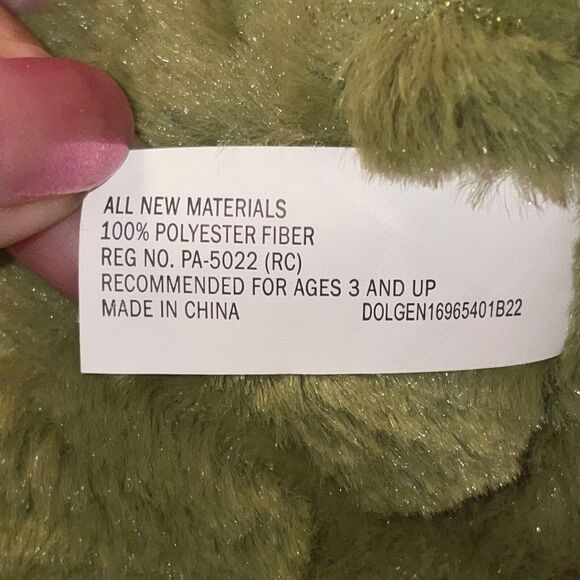 ALL NEW MATERIALS
100% POLYESTER FIBER
REG NO. PA-5022 (RC)
RECOMMENDED FOR AGES 3 AND UP
MADE IN CHINA DOLGEN16965401B22